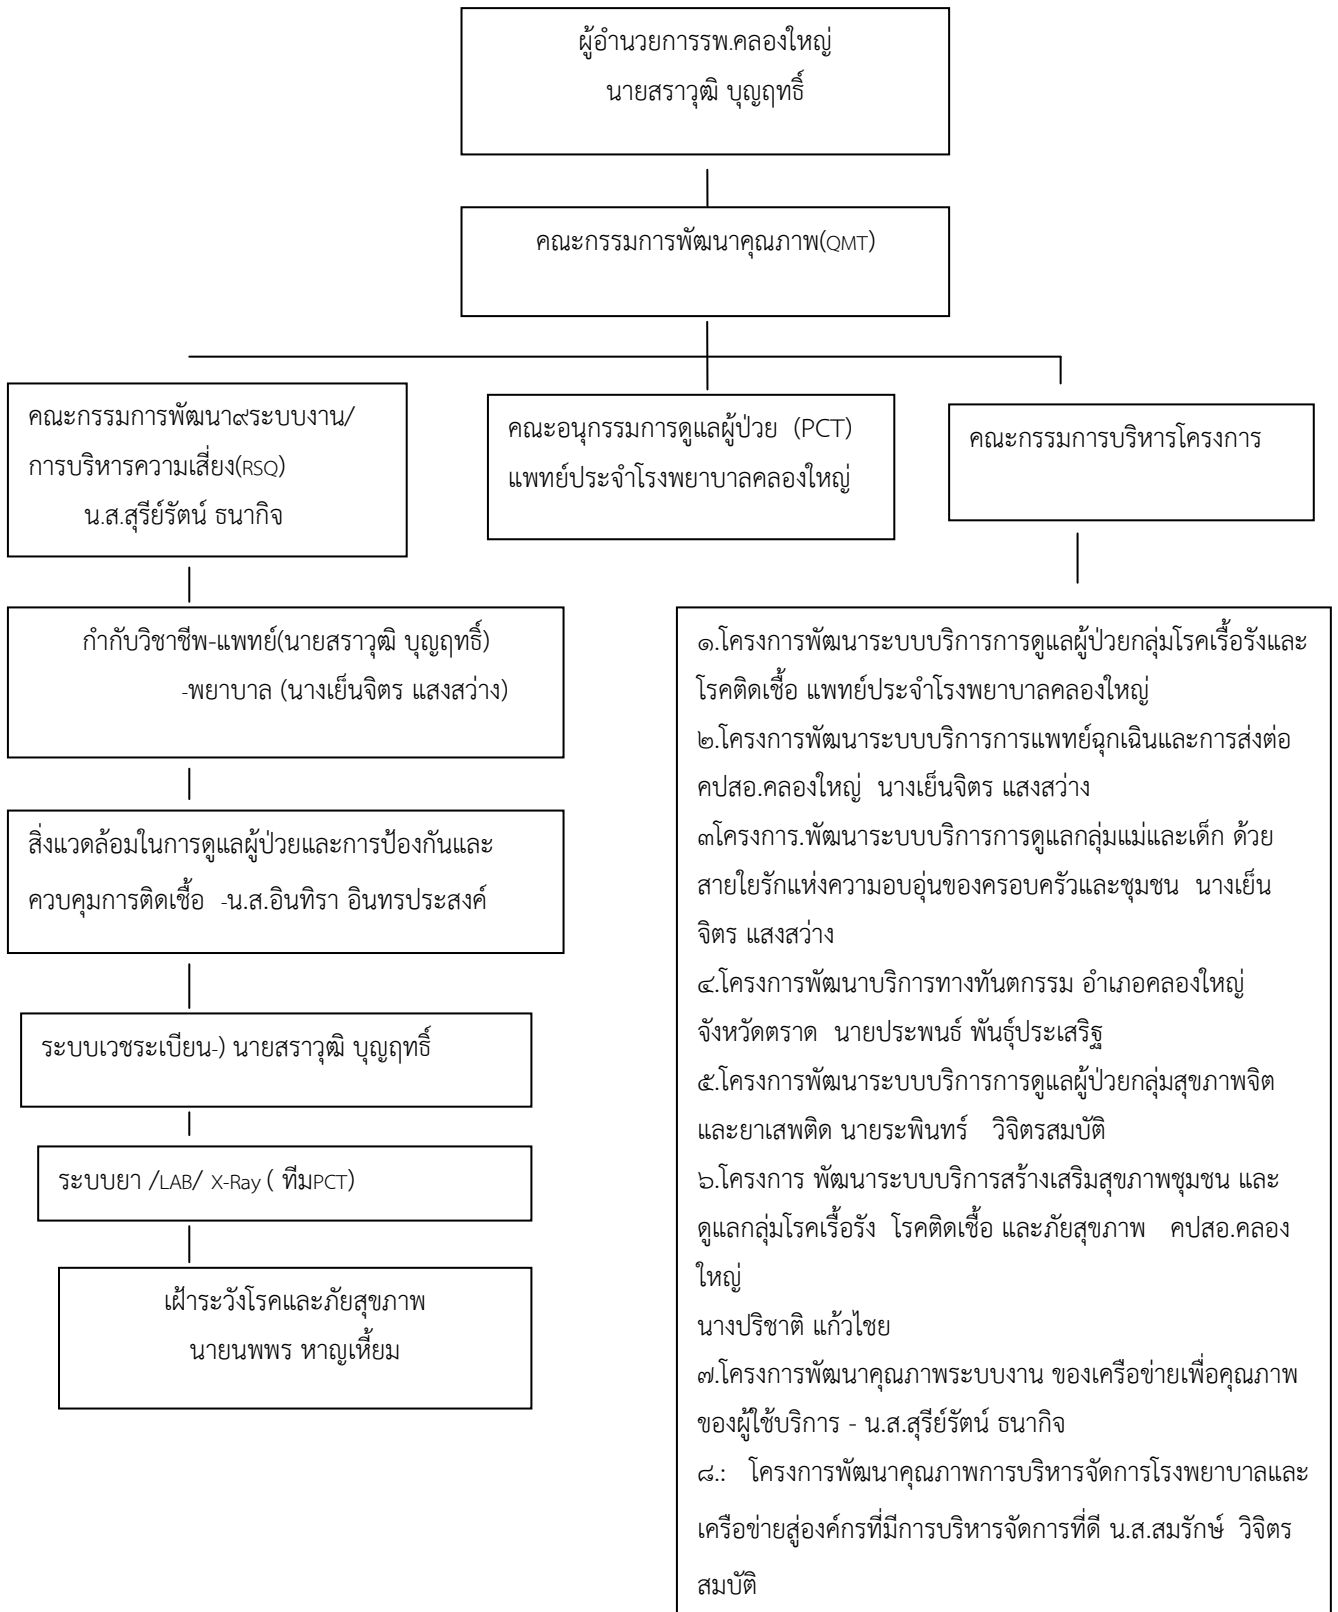 ผู้อำนวยการรพ.คลองใหญ่
นายสราวุฒิ บุญฤทธิ์
คณะกรรมการพัฒนาคุณภาพ(QMT)
คณะกรรมการพัฒนา๙ระบบงาน/
การบริหารความเสี่ยง(RSQ)
น.ส.สุรีย์รัตน์ ธนากิจ
คณะอนุกรรมการดูแลผู้ป่วย (PCT)
แพทย์ประจำโรงพยาบาลคลองใหญ่
คณะกรรมการบริหารโครงการ
กำกับวิชาชีพ-แพทย์(นายสราวุฒิ บุญฤทธิ์)
-พยาบาล (นางเย็นจิตร แสงสว่าง)
สิ่งแวดล้อมในการดูแลผู้ป่วยและการป้องกันและ
ควบคุมการติดเชื้อ -น.ส.อินทิรา อินทรประสงค์
ระบบเวชระเบียน-) นายสราวุฒิ บุญฤทธิ์
ระบบยา /LAB/ X-Ray ( ทีมPCT)
เฝ้าระวังโรคและภัยสุขภาพ
นายนพพร หาญเหี้ยม
๑.โครงการพัฒนาระบบบริการการดูแลผู้ป่วยกลุ่มโรคเรื้อรังและ
โรคติดเชื้อ แพทย์ประจำโรงพยาบาลคลองใหญ่
๒.โครงการพัฒนาระบบบริการการแพทย์ฉุกเฉินและการส่งต่อ
คปสอ.คลองใหญ่ นางเย็นจิตร แสงสว่าง
๓โครงการ.พัฒนาระบบบริการการดูแลกลุ่มแม่และเด็ก ด้วย
สายใยรักแห่งความอบอุ่นของครอบครัวและชุมชน นางเย็น
จิตร แสงสว่าง
๔.โครงการพัฒนาบริการทางทันตกรรม อำเภอคลองใหญ่
จังหวัดตราด นายประพนธ์ พันธุ์ประเสริฐ
๕.โครงการพัฒนาระบบบริการการดูแลผู้ป่วยกลุ่มสุขภาพจิต
และยาเสพติด นายระพินทร์ วิจิตรสมบัติ
๖.โครงการ พัฒนาระบบบริการสร้างเสริมสุขภาพชุมชน และ
ดูแลกลุ่มโรคเรื้อรัง โรคติดเชื้อ และภัยสุขภาพ คปสอ.คลอง
ใหญ่
นางปริชาติ แก้วไชย
๗.โครงการพัฒนาคุณภาพระบบงาน ของเครือข่ายเพื่อคุณภาพ
ของผู้ใช้บริการ - น.ส.สุรีย์รัตน์ ธนากิจ
๘.: โครงการพัฒนาคุณภาพการบริหารจัดการโรงพยาบาลและ
เครือข่ายสู่องค์กรที่มีการบริหารจัดการที่ดี น.ส.สมรักษ์ วิจิตร
สมบัติ